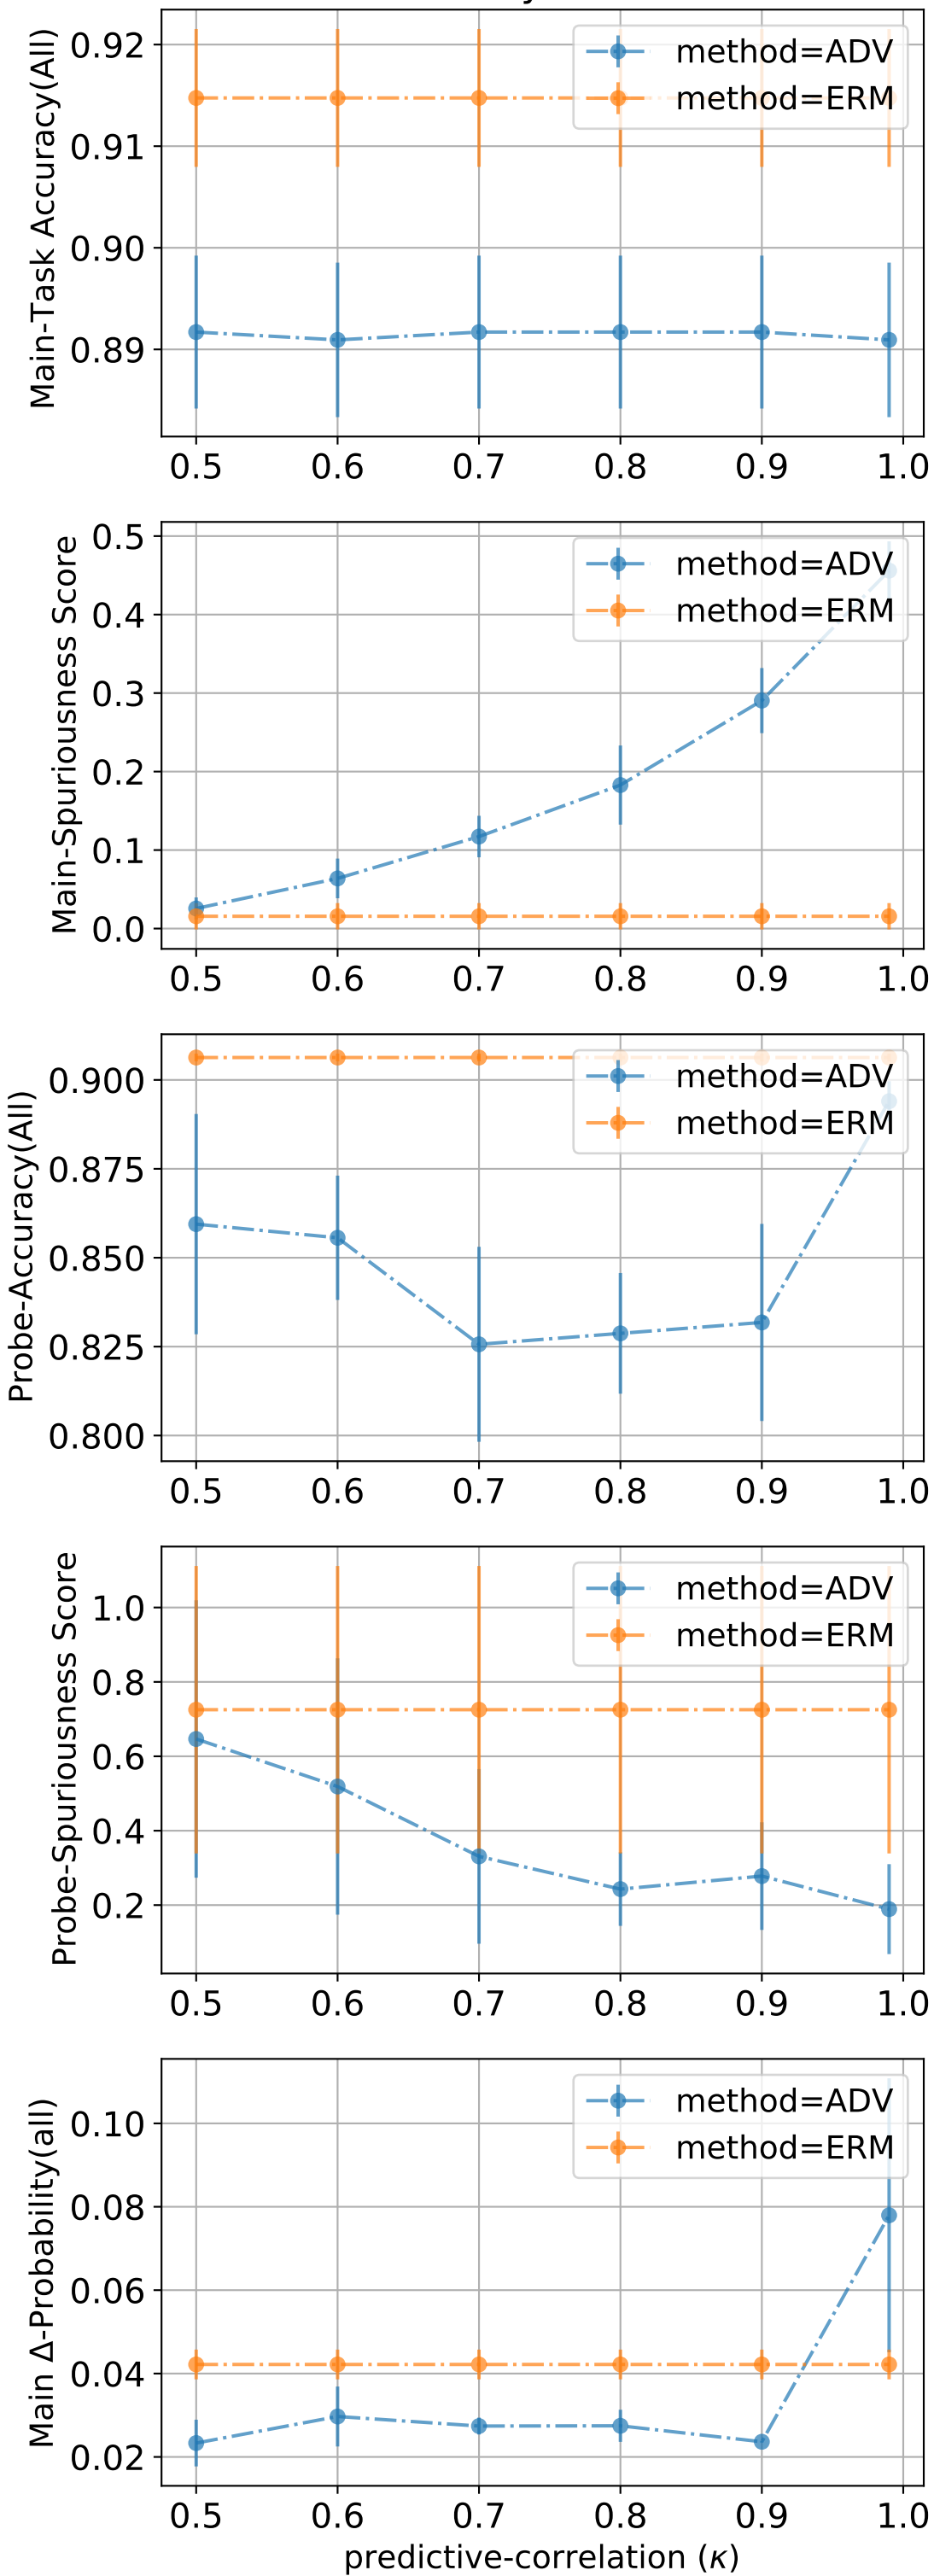 Main-Task Accuracy(All)
0.92
0.91
0.90
0.89
method=ADV
method=ERM
0.5 0.6 0.7 0.8 0.9 1.0
Main-Spuriousness Score
0.5
0.4
0.3
0.2
0.1
0.0
method=ADV
method=ERM
0.5 0.6 0.7 0.8 0.9 1.0
Probe-Accuracy(All)
0.900
0.875
0.850
0.825
0.800
method=ADV
method=ERM
0.5 0.6 0.7 0.8 0.9 1.0
Probe-Spuriousness Score
1.0
0.8
0.6
0.4
0.2
method=ADV
method=ERM
0.5 0.6 0.7 0.8 0.9 1.0
Main Δ-Probability(all)
0.10
0.08
0.06
0.04
0.02
method=ADV
method=ERM
0.5 0.6 0.7 0.8 0.9 1.0
predictive-correlation (κ)